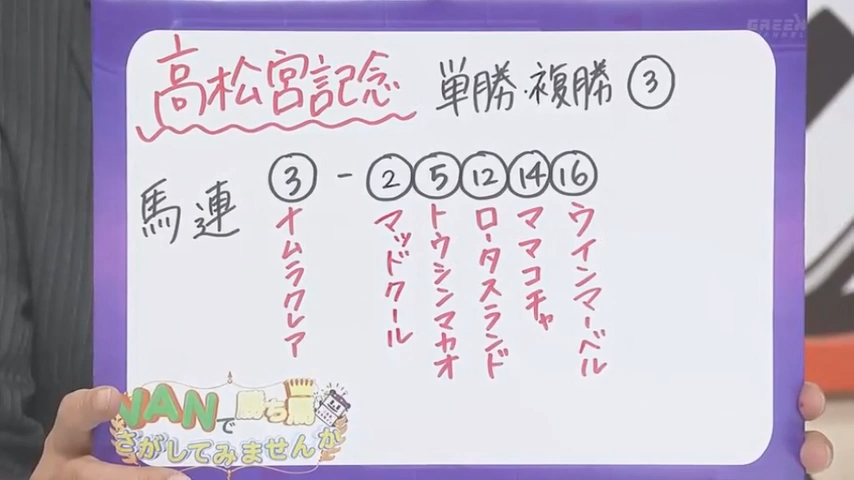 GREEN CHANNEL
高松宮記念 単勝・複勝 ③
馬連 ③ - ② ⑤ ⑫ ⑭ ⑯
ナムラクレア
マッドクール
トウシンマカオ
ロータスランド
ママコチャ
ウインマーベル
WANで勝ち馬
さがしてみませんか